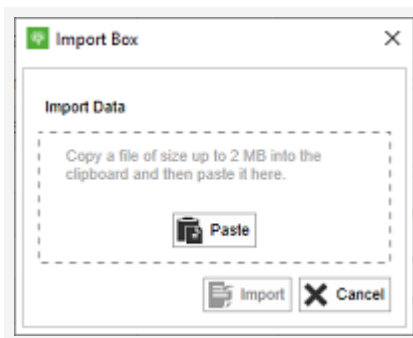 Import Box
Import Data
Copy a file of size up to 2 MB into the
clipboard and then paste it here.
Paste
Import
Cancel